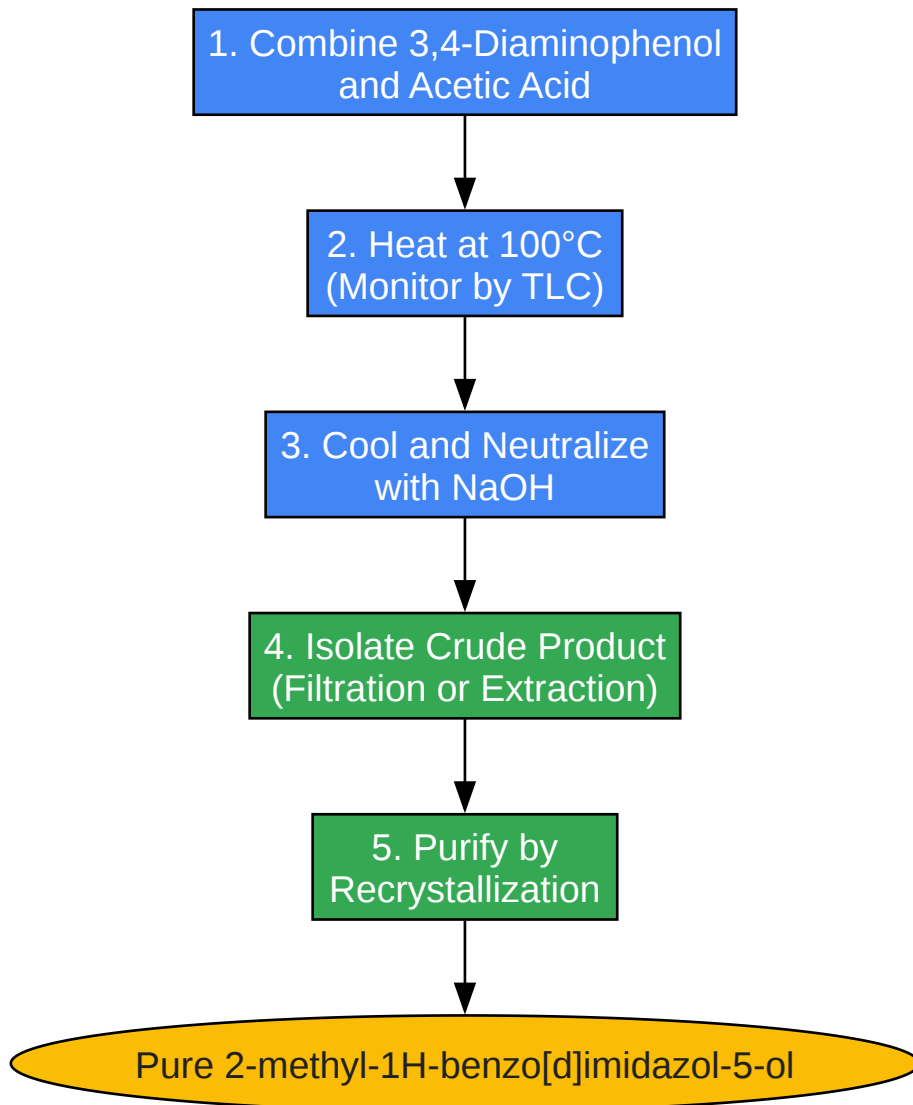 1. Combine 3,4-Diaminophenol
and Acetic Acid
2. Heat at 100°C
(Monitor by TLC)
3. Cool and Neutralize
with NaOH
4. Isolate Crude Product
(Filtration or Extraction)
5. Purify by
Recrystallization
Pure 2-methyl-1H-benzo[d]imidazol-5-ol